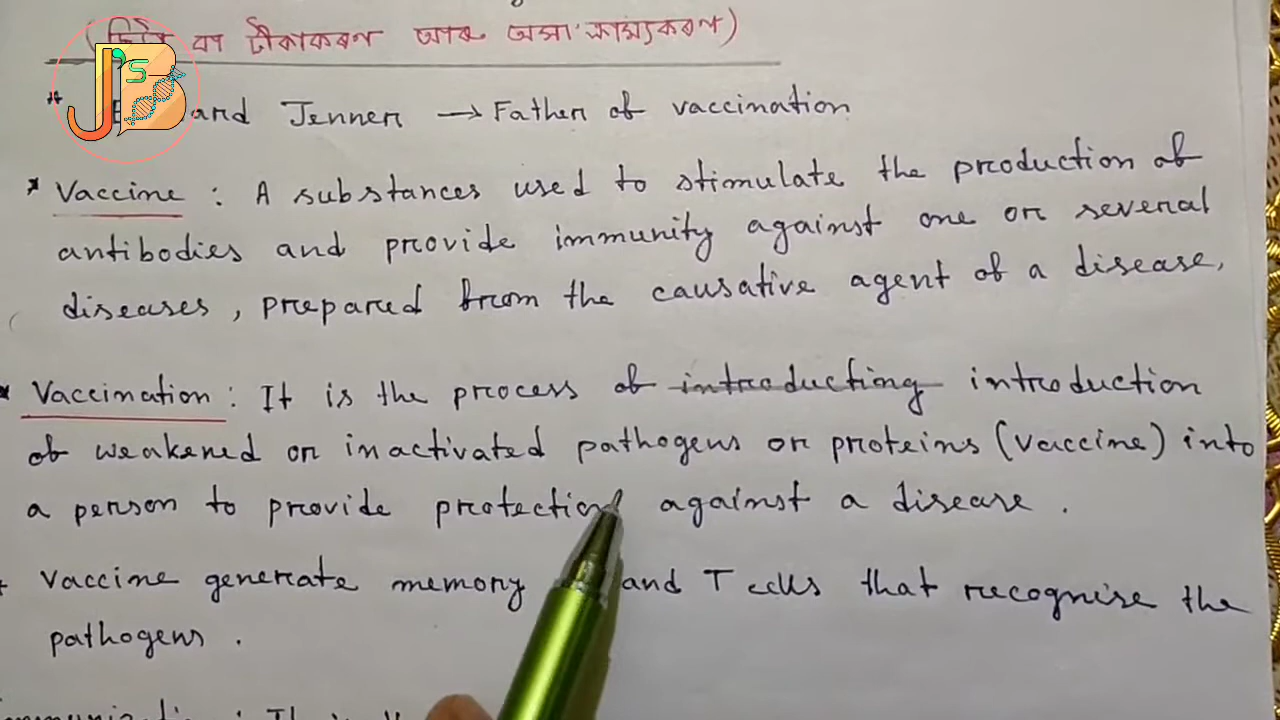 বা টীকাকৰণ আৰু অসংক্ৰাম্যকৰণ)
J'sB
* Edward Jenner → Father of vaccination
* Vaccine : A substances used to stimulate the production of
antibodies and provide immunity against one or several
diseases, prepared from the causative agent of a disease.
* Vaccination : It is the process of introducting introduction
of weakened or inactivated pathogens or proteins (vaccine) into
a person to provide protection against a disease.
Vaccine generate memory and T cells that recognise the
pathogens.